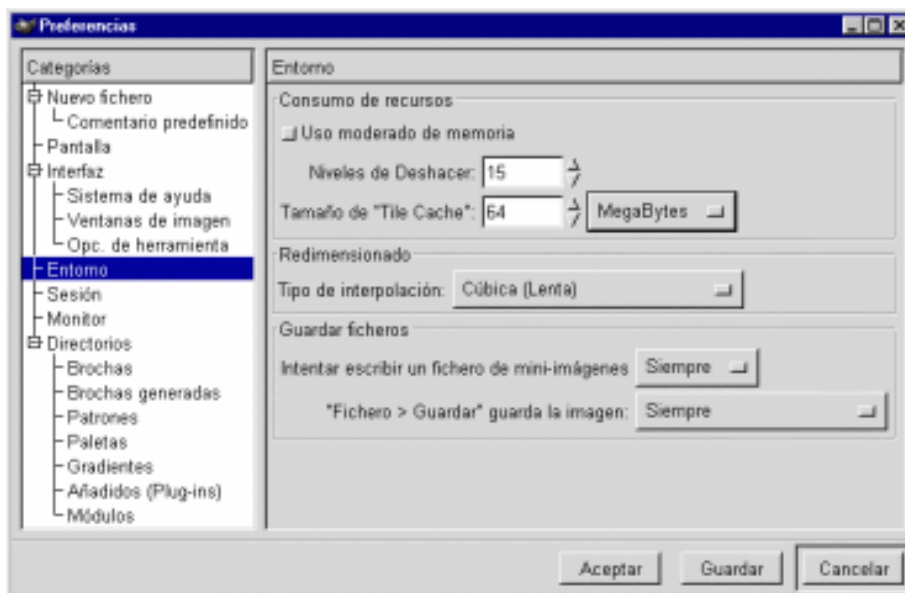 Preferencias
Categorías
Nuevo fichero
Comentario predefinido
Pantalla
Interfaz
Sistema de ayuda
Ventanas de imagen
Opc. de herramienta
Entorno
Sesión
Monitor
Directorios
Brochas
Brochas generadas
Patrones
Paletas
Gradientes
Añadidos (Plug-ins)
Módulos
Entorno
Consumo de recursos
Uso moderado de memoria
Niveles de Deshacer: 15
Tamaño de "Tile Cache": 64 MegaBytes
Redimensionado
Tipo de interpolación: Cúbica (Lenta)
Guardar ficheros
Intentar escribir un fichero de mini-imágenes Siempre
"Fichero > Guardar" guarda la imagen: Siempre
Aceptar Guardar Cancelar